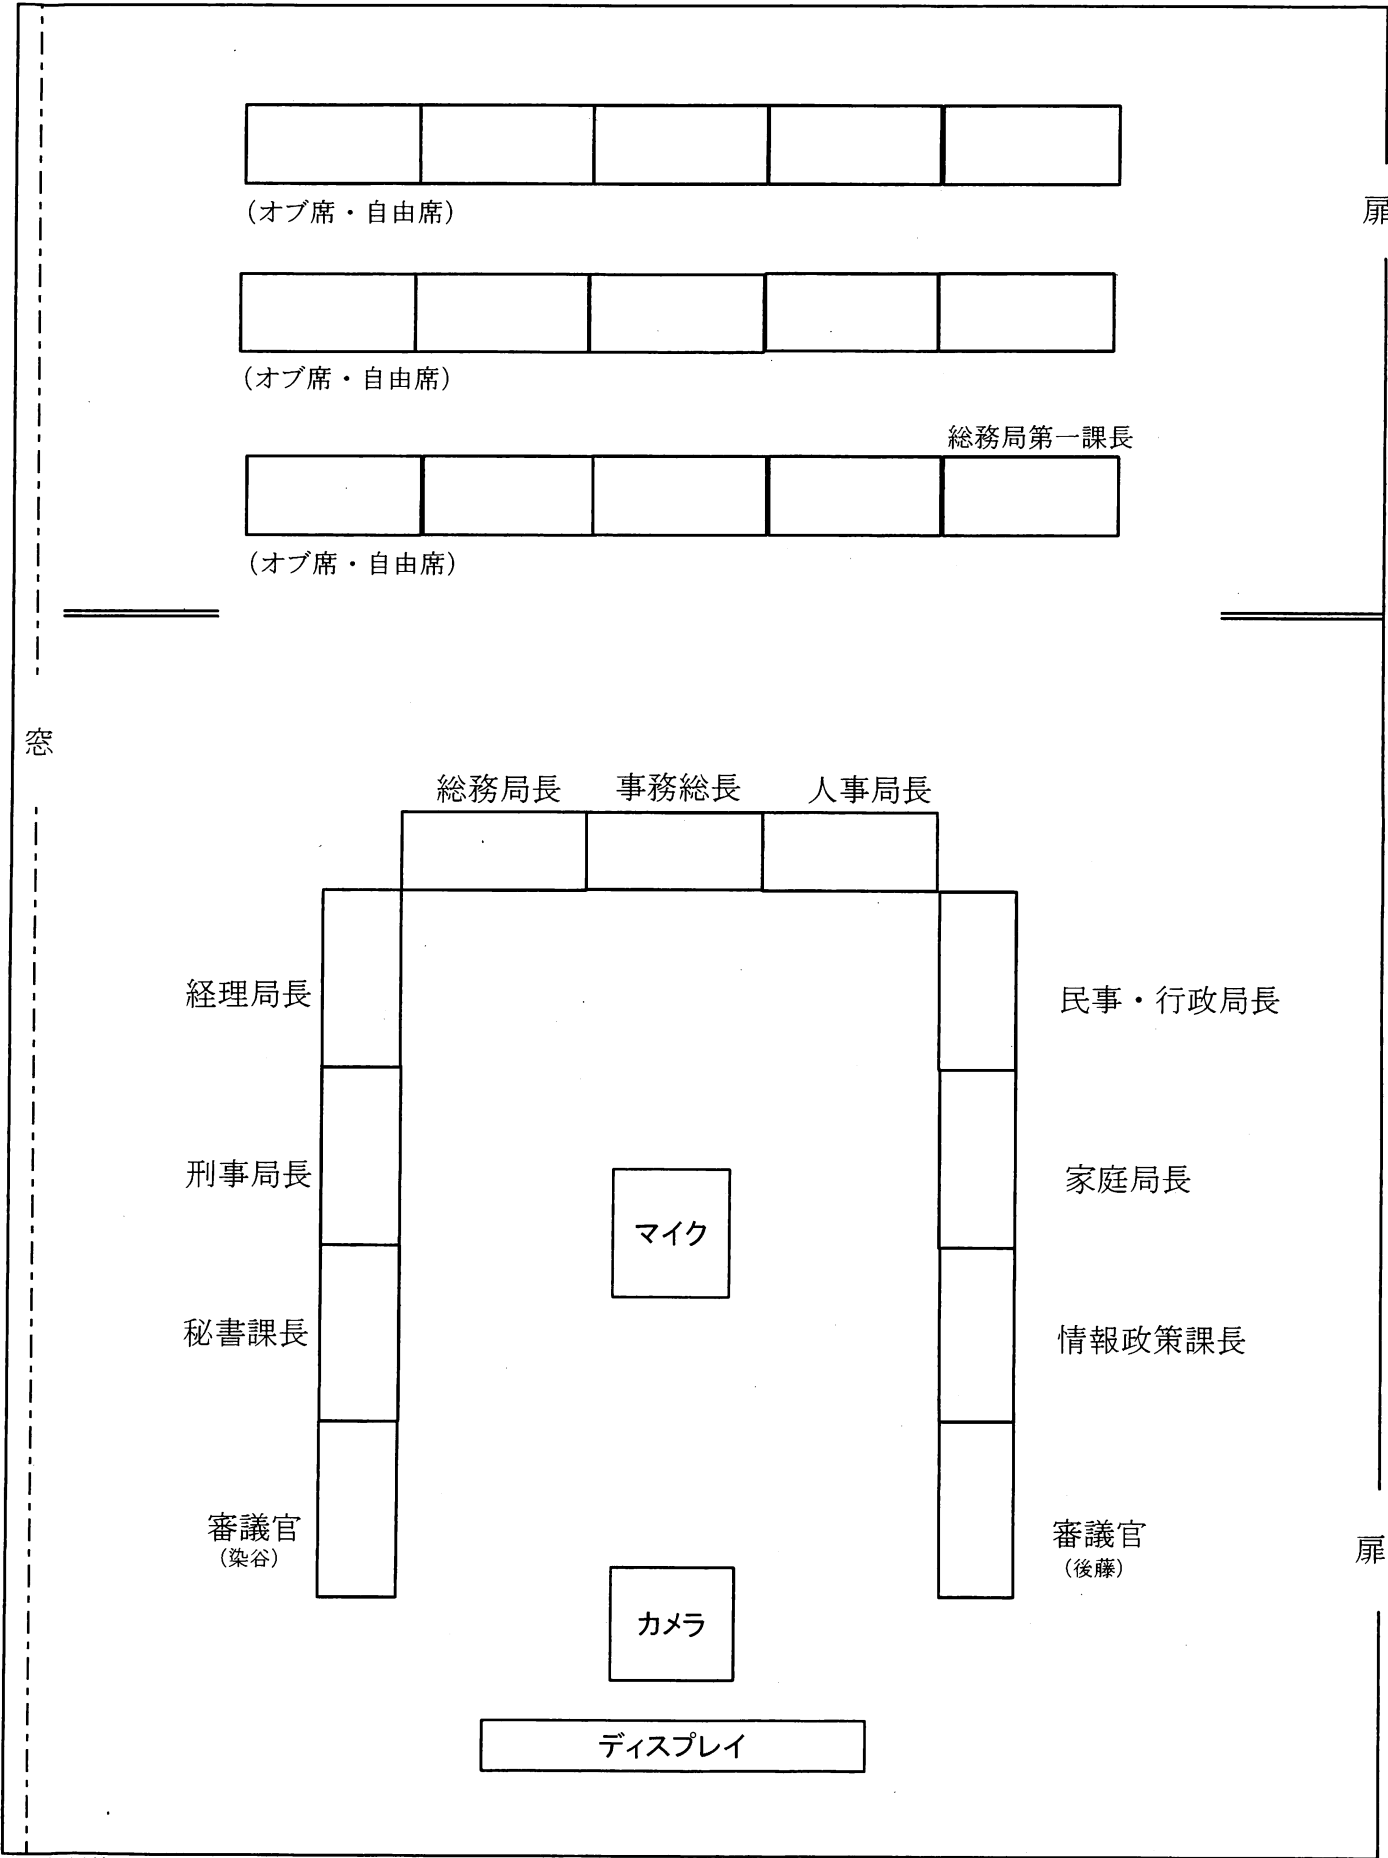 扉
(オブ席・自由席)
(オブ席・自由席)
総務局第一課長
(オブ席・自由席)
窓
総務局長
事務総長
人事局長
経理局長
民事・行政局長
刑事局長
家庭局長
マイク
秘書課長
情報政策課長
審議官
(染谷)
審議官
(後藤)
扉
カメラ
ディスプレイ